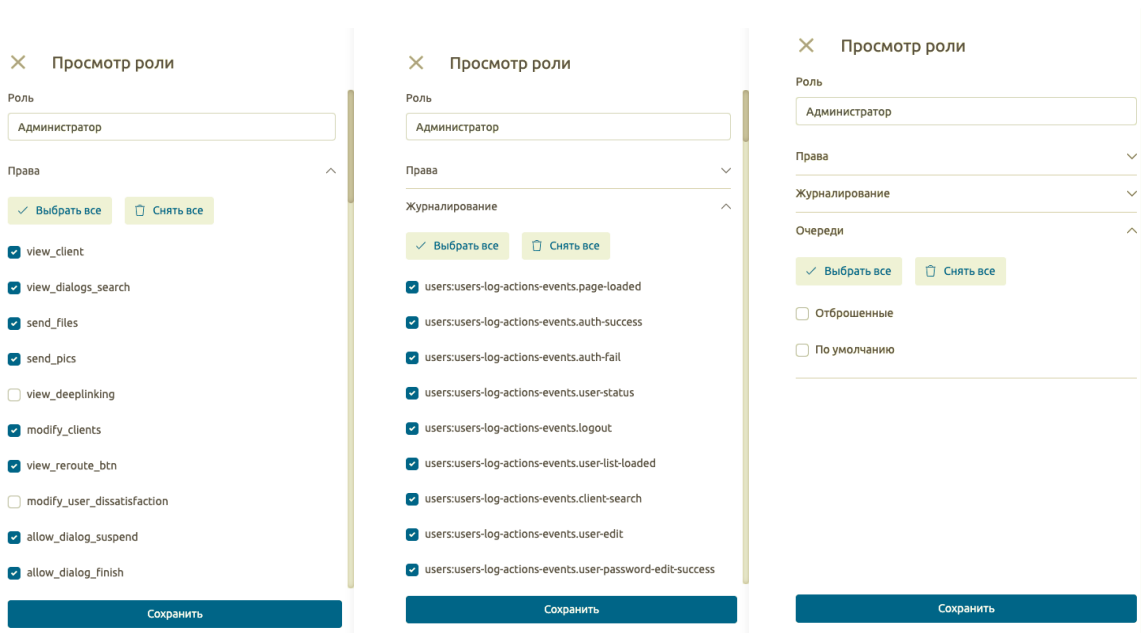 Просмотр роли
Роль
Администратор
Права
Выбрать все
Снять все
view_client
view_dialogs_search
send_files
send_pics
view_deeplinking
modify_clients
view_reroute_btn
modify_user_dissatisfaction
allow_dialog_suspend
allow_dialog_finish
Сохранить
Просмотр роли
Роль
Администратор
Права
Журналирование
Выбрать все
Снять все
users:users-log-actions-events.page-loaded
users:users-log-actions-events.auth-success
users:users-log-actions-events.auth-fail
users:users-log-actions-events.user-status
users:users-log-actions-events.logout
users:users-log-actions-events.user-list-loaded
users:users-log-actions-events.client-search
users:users-log-actions-events.user-edit
users:users-log-actions-events.user-password-edit-success
Сохранить
Просмотр роли
Роль
Администратор
Права
Журналирование
Очереди
Выбрать все
Снять все
Отброшенные
По умолчанию
Сохранить